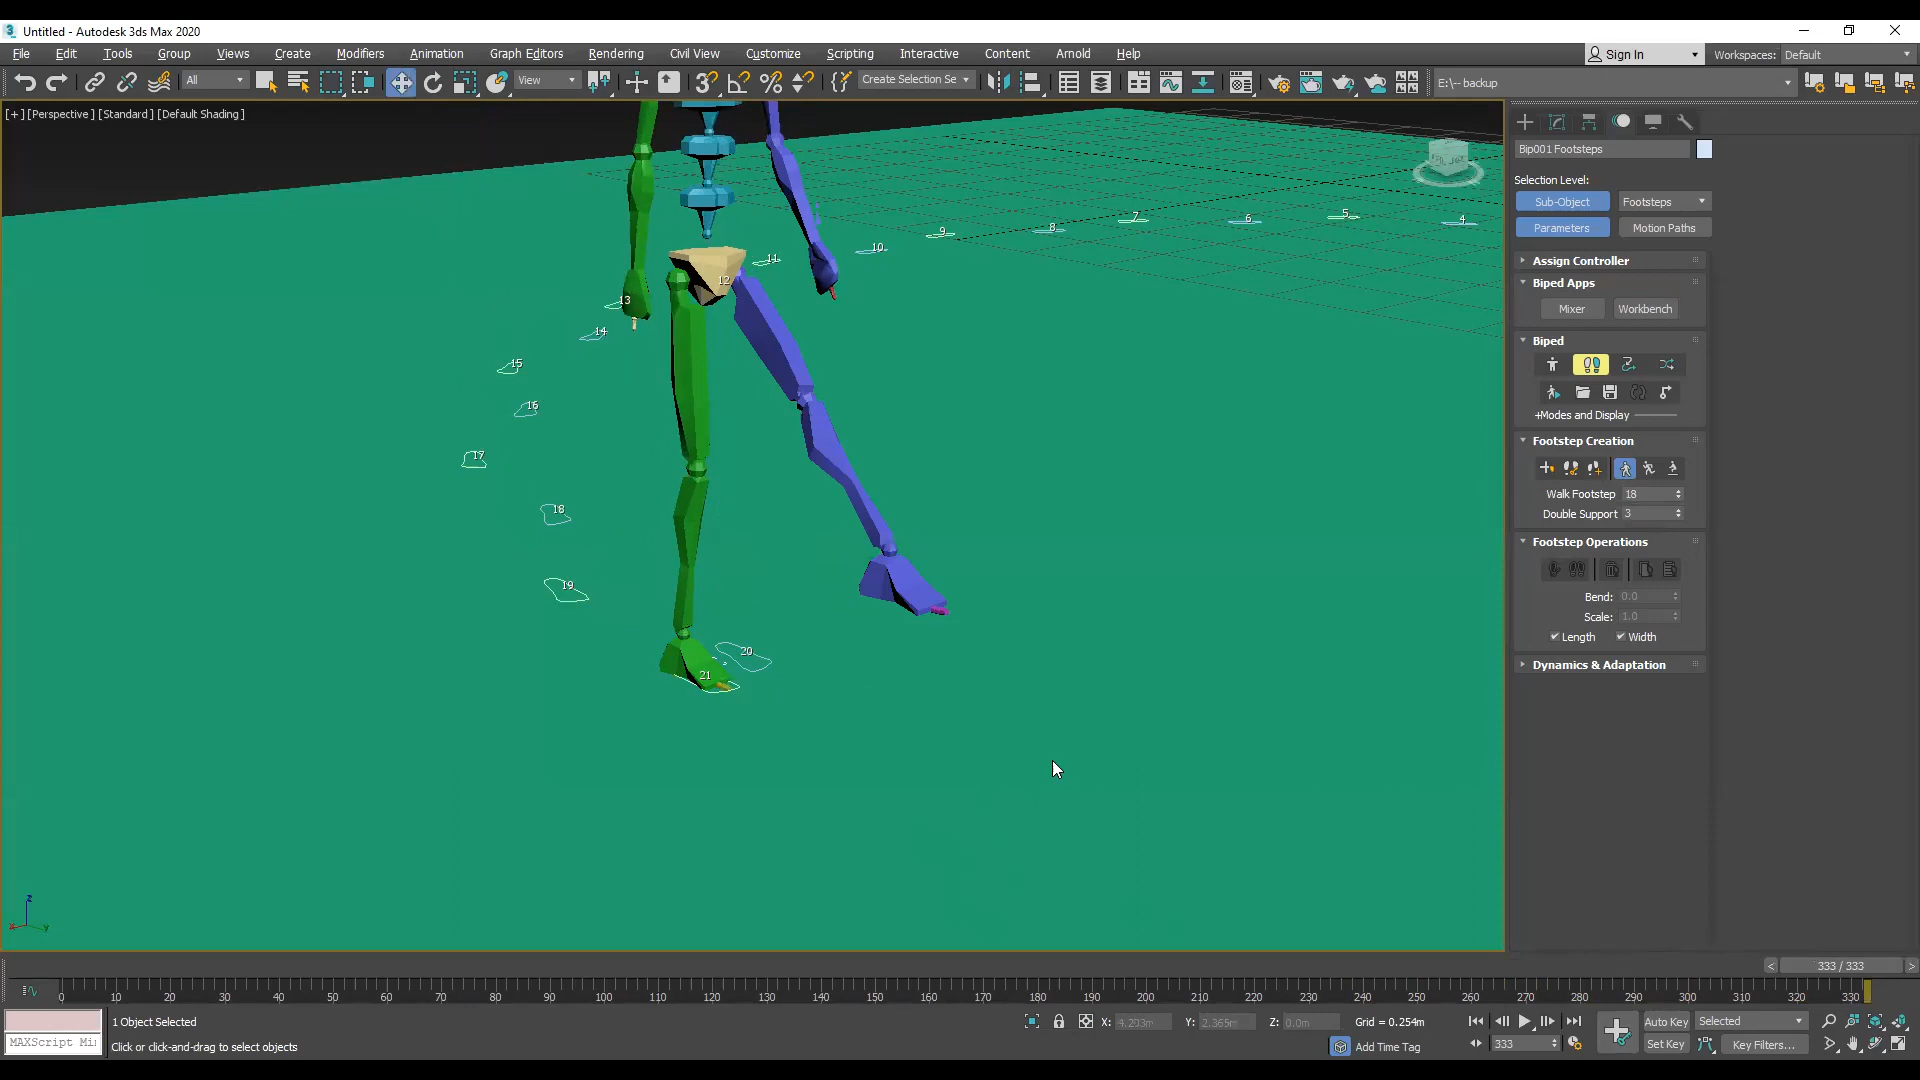 Untitled - Autodesk 3ds Max 2020
File Edit Tools Group Views Create Modifiers Animation Graph Editors Rendering Civil View Customize Scripting Interactive Content Arnold Help
Sign In Workspaces: Default
All View Create Selection Se E:\-- backup
[+] [Perspective] [Standard] [Default Shading]
Bip001 Footsteps
Selection Level:
Sub-Object Footsteps
Parameters Motion Paths
Assign Controller
Biped Apps
Mixer Workbench
Biped
+Modes and Display
Footstep Creation
Walk Footstep 18
Double Support 3
Footstep Operations
Bend: 0.0
Scale: 1.0
Length Width
Dynamics & Adaptation
4
5
6
7
8
9
10
11
12
13
14
15
16
17
18
19
20
21
z
x y
< 333 / 333 >
0 10 20 30 40 50 60 70 80 90 100 110 120 130 140 150 160 170 180 190 200 210 220 230 240 250 260 270 280 290 300 310 320 330
1 Object Selected X: 4.203m Y: 2.365m Z: 0.0m Grid = 0.254m Auto Key Selected
MAXScript Mi Click or click-and-drag to select objects Add Time Tag 333 Set Key Key Filters...